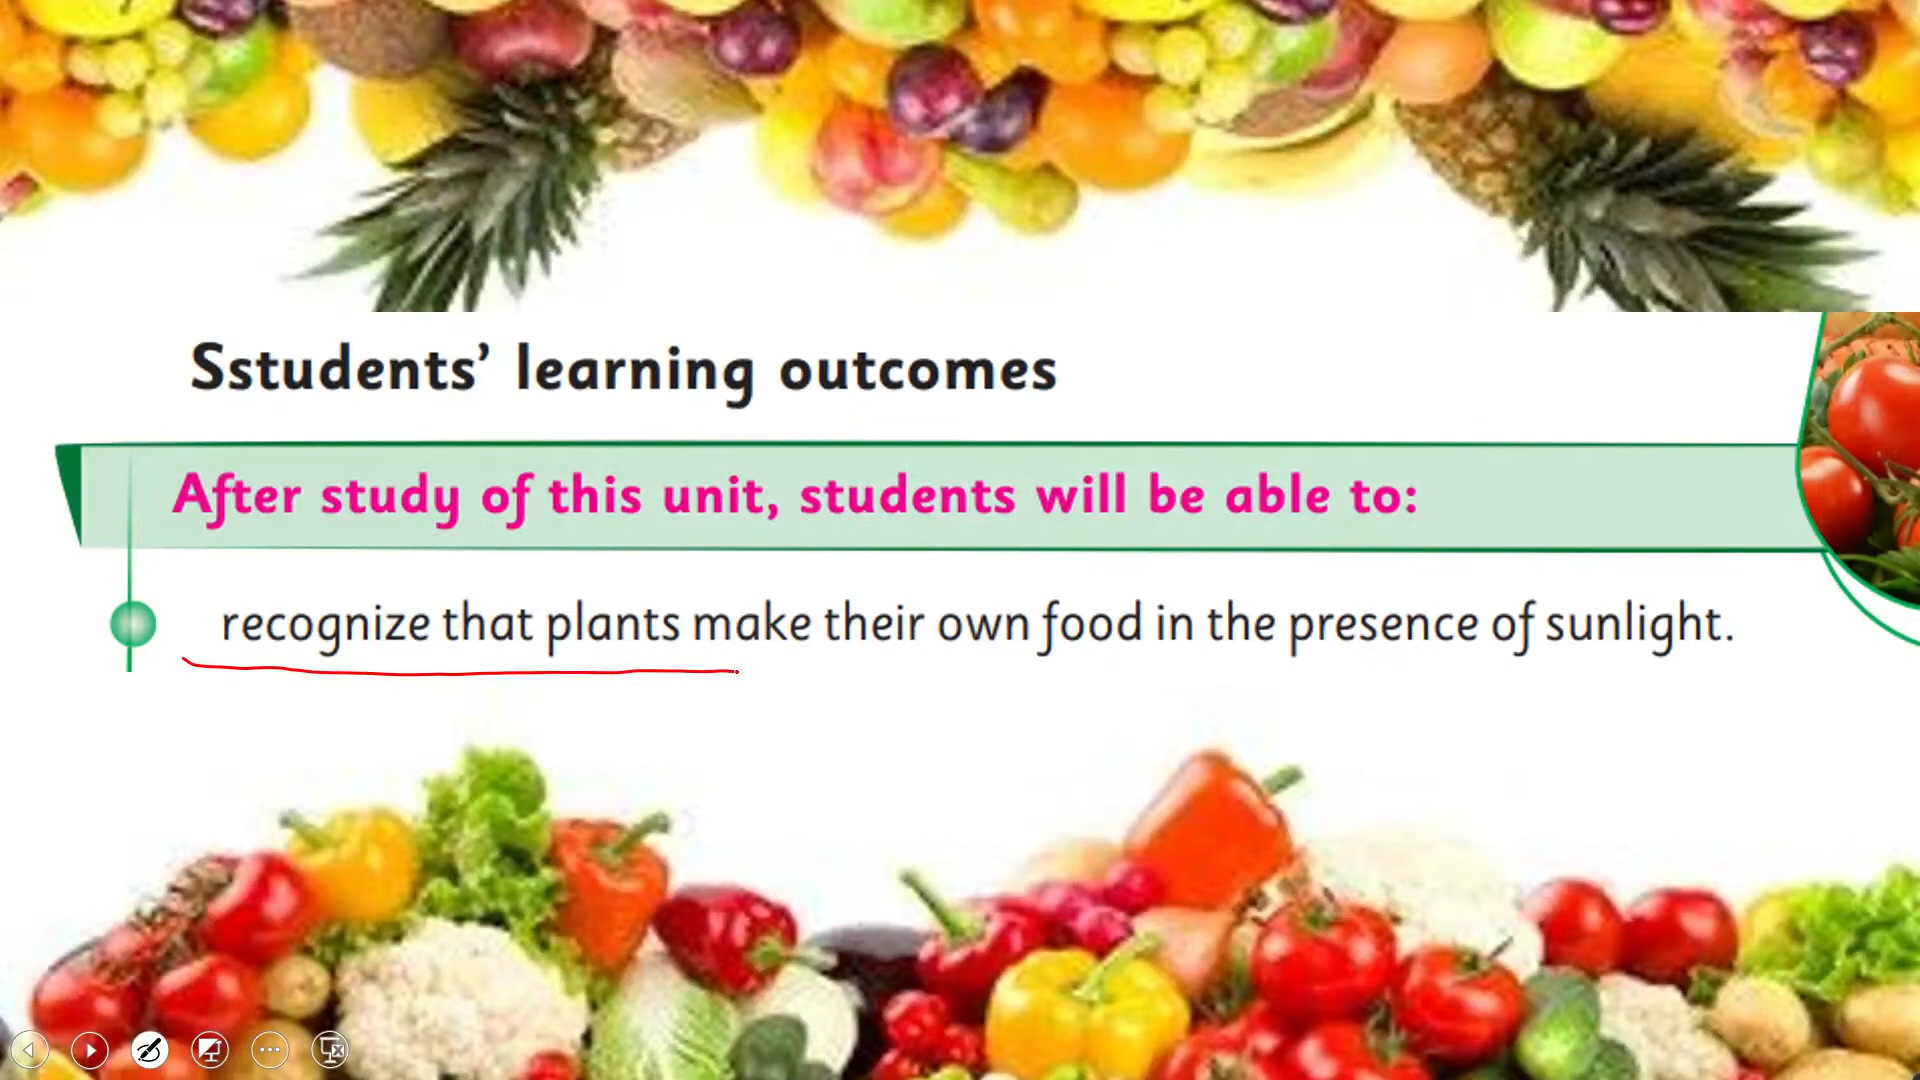 Sstudents’ learning outcomes
After study of this unit, students will be able to:
recognize that plants make their own food in the presence of sunlight.